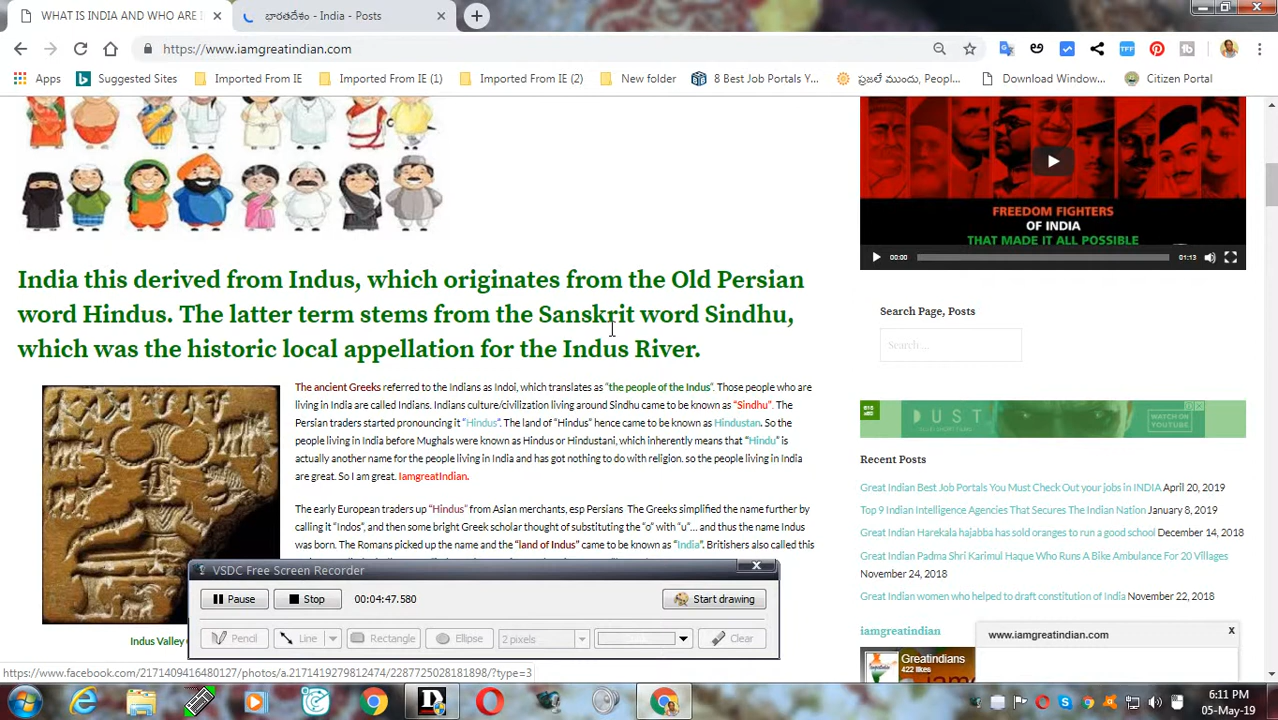 WHAT IS INDIA AND WHO ARE I
భారతదేశం - India - Posts
https://www.iamgreatindian.com
Apps
Suggested Sites
Imported From IE
Imported From IE (1)
Imported From IE (2)
New folder
8 Best Job Portals Y...
ప్రజలే ముందు, Peopl...
Download Window...
Citizen Portal
TFF
FREEDOM FIGHTERS
OF INDIA
THAT MADE IT ALL POSSIBLE
00:00
01:13
India this derived from Indus, which originates from the Old Persian
word Hindus. The latter term stems from the Sanskrit word Sindhu,
which was the historic local appellation for the Indus River.
The ancient Greeks referred to the Indians as Indoi, which translates as “the people of the Indus”. Those people who are
living in India are called Indians. Indians culture/civilization living around Sindhu came to be known as “Sindhu”. The
Persian traders started pronouncing it “Hindus”. The land of “Hindus” hence came to be known as Hindustan. So the
people living in India before Mughals were known as Hindus or Hindustani, which inherently means that “Hindu” is
actually another name for the people living in India and has got nothing to do with religion. so the people living in India
are great. So I am great. IamgreatIndian.
The early European traders up “Hindus” from Asian merchants, esp Persians The Greeks simplified the name further by
calling it “Indos”, and then some bright Greek scholar thought of substituting the “o” with “u”... and thus the name Indus
was born. The Romans picked up the name and the “land of Indus” came to be known as “India”. Britishers also called this
Indus Valley
Search Page, Posts
Search ...
DUST
WATCH ON
YOUTUBE
Recent Posts
Great Indian Best Job Portals You Must Check Out your jobs in INDIA April 20, 2019
Top 9 Indian Intelligence Agencies That Secures The Indian Nation January 8, 2019
Great Indian Harekala hajabba has sold oranges to run a good school December 14, 2018
Great Indian Padma Shri Karimul Haque Who Runs A Bike Ambulance For 20 Villages
November 24, 2018
Great Indian women who helped to draft constitution of India November 22, 2018
iamgreatindian
Greatindians
422 likes
www.iamgreatindian.com
VSDC Free Screen Recorder
Pause
Stop
00:04:47.580
Start drawing
Pencil
Line
Rectangle
Ellipse
2 pixels
Clear
https://www.facebook.com/2171409416480127/photos/a.2171419279812474/2287725028181898/?type=3
6:11 PM
05-May-19